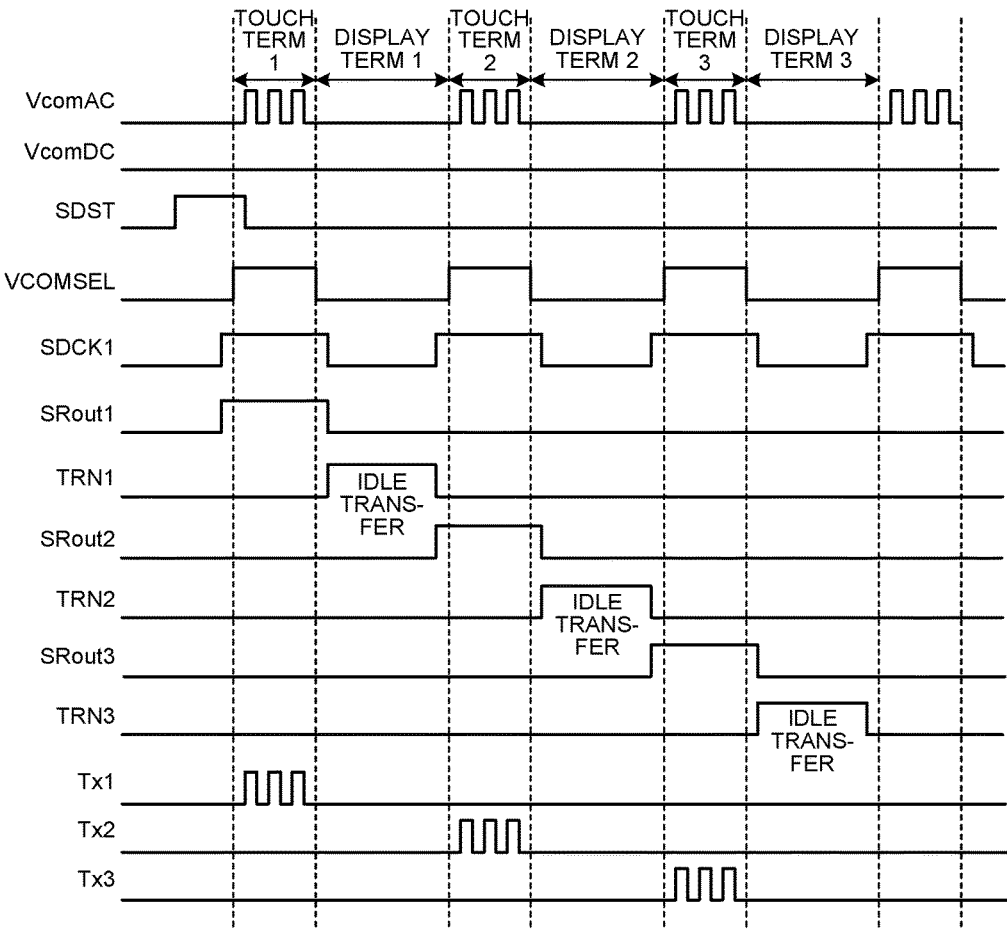 TOUCH
TERM
1
DISPLAY
TERM 1
TOUCH
TERM
2
DISPLAY
TERM 2
TOUCH
TERM
3
DISPLAY
TERM 3
VcomAC
VcomDC
SDST
VCOMSEL
SDCK1
SRout1
TRN1
IDLE
TRANS-
FER
SRout2
TRN2
IDLE
TRANS-
FER
SRout3
TRN3
IDLE
TRANS-
FER
Tx1
Tx2
Tx3